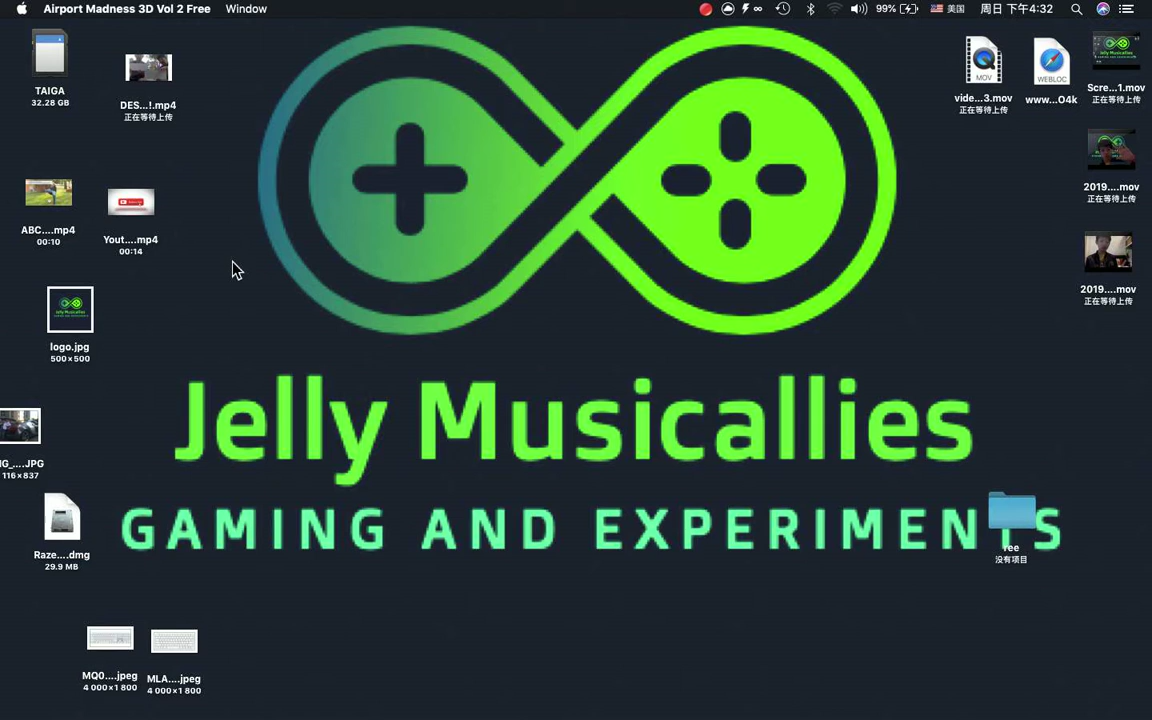 Airport Madness 3D Vol 2 Free Window 99% 美国 周日 下午4:32
TAIGA
32.28 GB
DES...!.mp4
正在等待上传
ABC....mp4
00:10
Yout....mp4
00:14
logo.jpg
500×500
NG_....JPG
116×837
Raze....dmg
29.9 MB
MQ0....jpeg
4 000×1 800
MLA....jpeg
4 000×1 800
Jelly Musicallies
GAMING AND EXPERIMENTS
MOV
vide...3.mov
正在等待上传
WEBLOC
www...O4k
Scre...1.mov
正在等待上传
2019....mov
正在等待上传
2019....mov
正在等待上传
没有项目